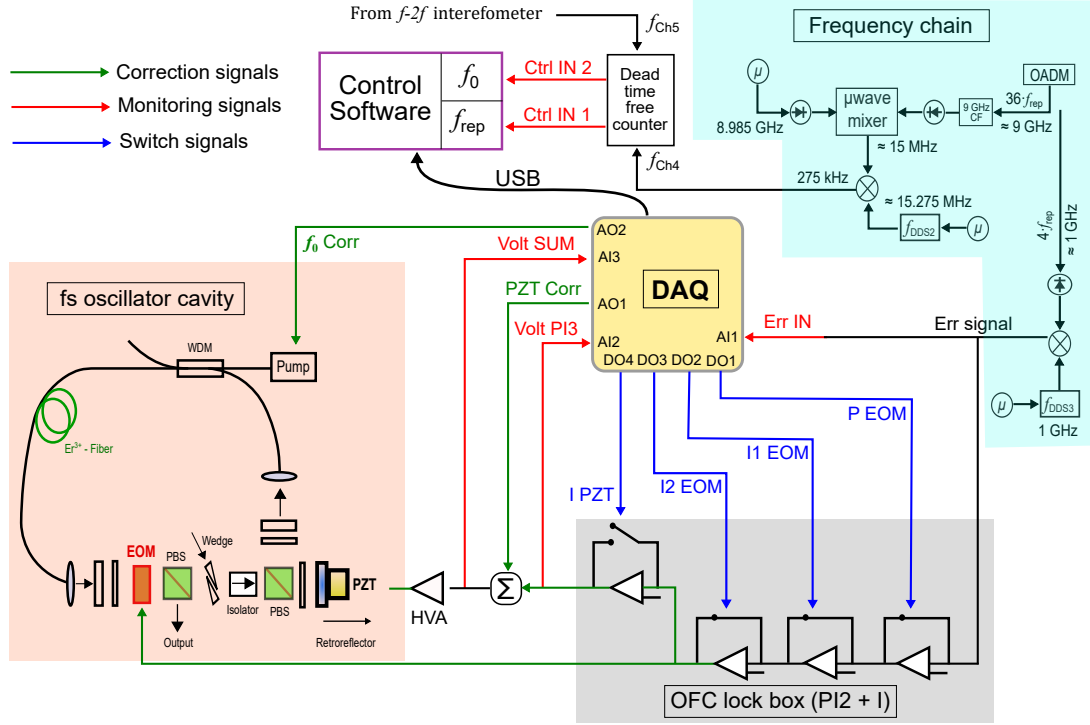 From f-2f interefometer
Frequency chain
fCh5
Correction signals
Monitoring signals
Switch signals
Control
Software
f0
frep
Ctrl IN 2
Ctrl IN 1
Dead
time
free
counter
fCh4
USB
μ
8.985 GHz
μwave
mixer
9 GHz
CF
OADM
36·frep
≈ 9 GHz
≈ 15 MHz
275 kHz
≈ 15.275 MHz
fDDS2
μ
4·frep
≈ 1 GHz
f0 Corr
Volt SUM
PZT Corr
Volt PI3
AO2
AI3
AO1
AI2
DAQ
AI1
DO4 DO3 DO2 DO1
Err IN
Err signal
μ
fDDS3
1 GHz
fs oscillator cavity
WDM
Pump
Er3+ - Fiber
P EOM
I1 EOM
I2 EOM
I PZT
EOM
PBS
Wedge
Isolator
PBS
PZT
Output
Retroreflector
HVA
Σ
OFC lock box (PI2 + I)